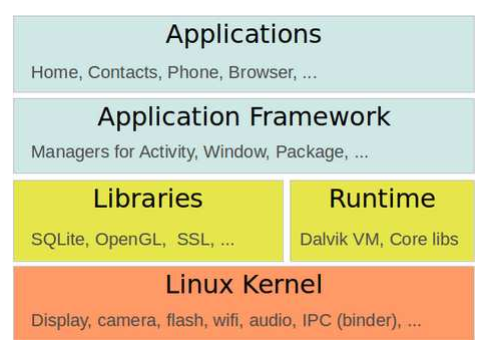 Applications
Home, Contacts, Phone, Browser, ...
Application Framework
Managers for Activity, Window, Package, ...
Libraries
SQLite, OpenGL, SSL, ...
Runtime
Dalvik VM, Core libs
Linux Kernel
Display, camera, flash, wifi, audio, IPC (binder), ...